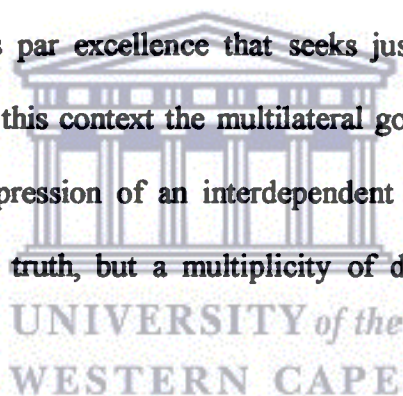 s par excellence that seeks jus
this context the multilateral go
pression of an interdependent
truth, but a multiplicity of d
UNIVERSITY of the
WESTERN CAPE